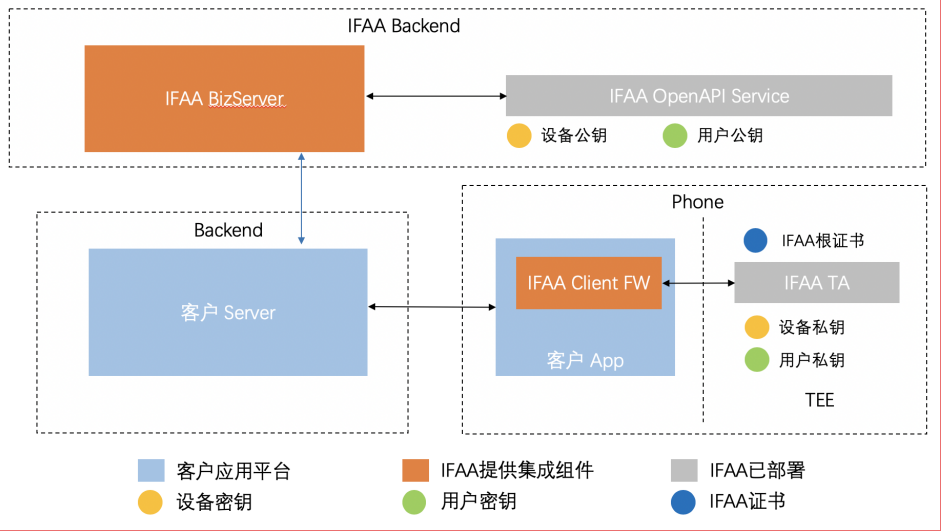 IFAA Backend
IFAA BizServer
IFAA OpenAPI Service
设备公钥
用户公钥
Backend
客户 Server
Phone
IFAA根证书
IFAA Client FW
IFAA TA
客户 App
设备私钥
用户私钥
TEE
客户应用平台
IFAA提供集成组件
IFAA已部署
设备密钥
用户密钥
IFAA证书